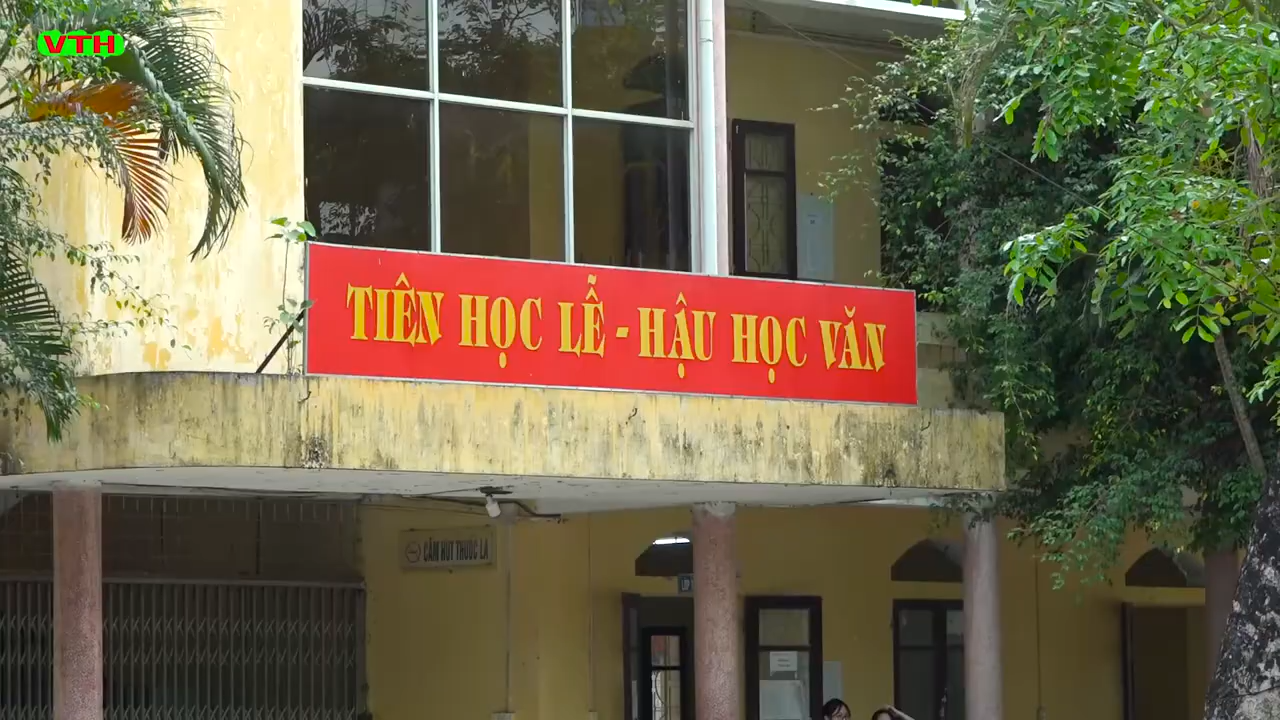 VTH
TIÊN HỌC LỄ - HẬU HỌC VĂN
CẤM HÚT THUỐC LÁ